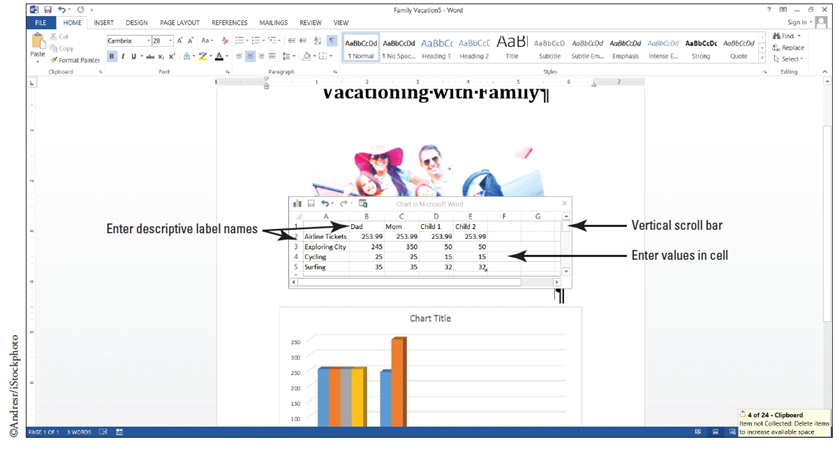 Family Vacation5 - Word
Sign in
FILE HOME INSERT DESIGN PAGE LAYOUT REFERENCES MAILINGS REVIEW VIEW
Paste
Cut
Copy
Format Painter
Clipboard
Cambria 28
Font
Paragraph
AaBbCcDd AaBbCcDd AaBbCc AaBbCcC AaBl AaBbCcD AaBbCcDd AaBbCcDd AaBbCcDd AaBbCcDc AaBbCcDd
¶ Normal ¶ No Spac... Heading 1 Heading 2 Title Subtitle Subtle Em... Emphasis Intense E... Strong Quote
Styles
Find
Replace
Select
Editing
Vacationing·with·Family¶
Chart in Microsoft Word
A B C D E F G
1 Dad Mom Child 1 Child 2
2 Airline Tickets 253.99 253.99 253.99 253.99
3 Exploring City 245 350 50 50
4 Cycling 25 25 15 15
5 Surfing 35 35 32 32
Enter descriptive label names
Vertical scroll bar
Enter values in cell
¶
Chart Title
350
300
250
200
150
100
4 of 24 - Clipboard
Item not Collected: Delete items
to increase available space
PAGE 1 OF 1 3 WORDS
©Andrer/iStockphoto